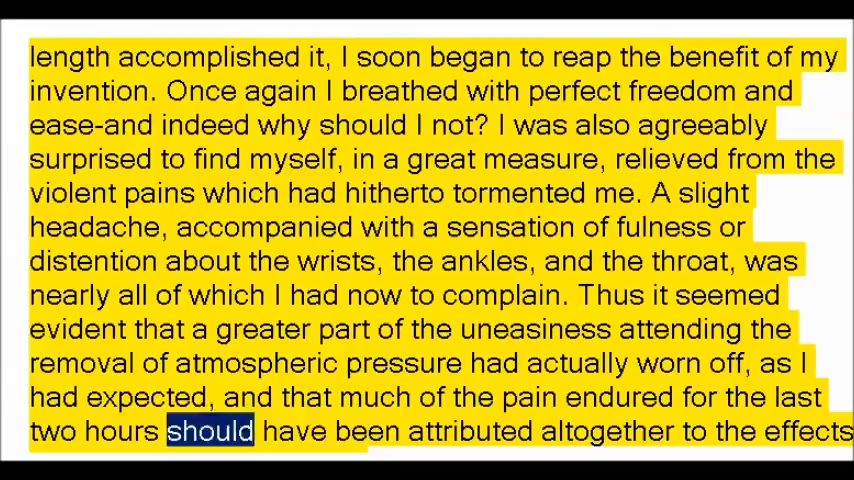 length accomplished it, I soon began to reap the benefit of my
invention. Once again I breathed with perfect freedom and
ease-and indeed why should I not? I was also agreeably
surprised to find myself, in a great measure, relieved from the
violent pains which had hitherto tormented me. A slight
headache, accompanied with a sensation of fulness or
distention about the wrists, the ankles, and the throat, was
nearly all of which I had now to complain. Thus it seemed
evident that a greater part of the uneasiness attending the
removal of atmospheric pressure had actually worn off, as I
had expected, and that much of the pain endured for the last
two hours should have been attributed altogether to the effects